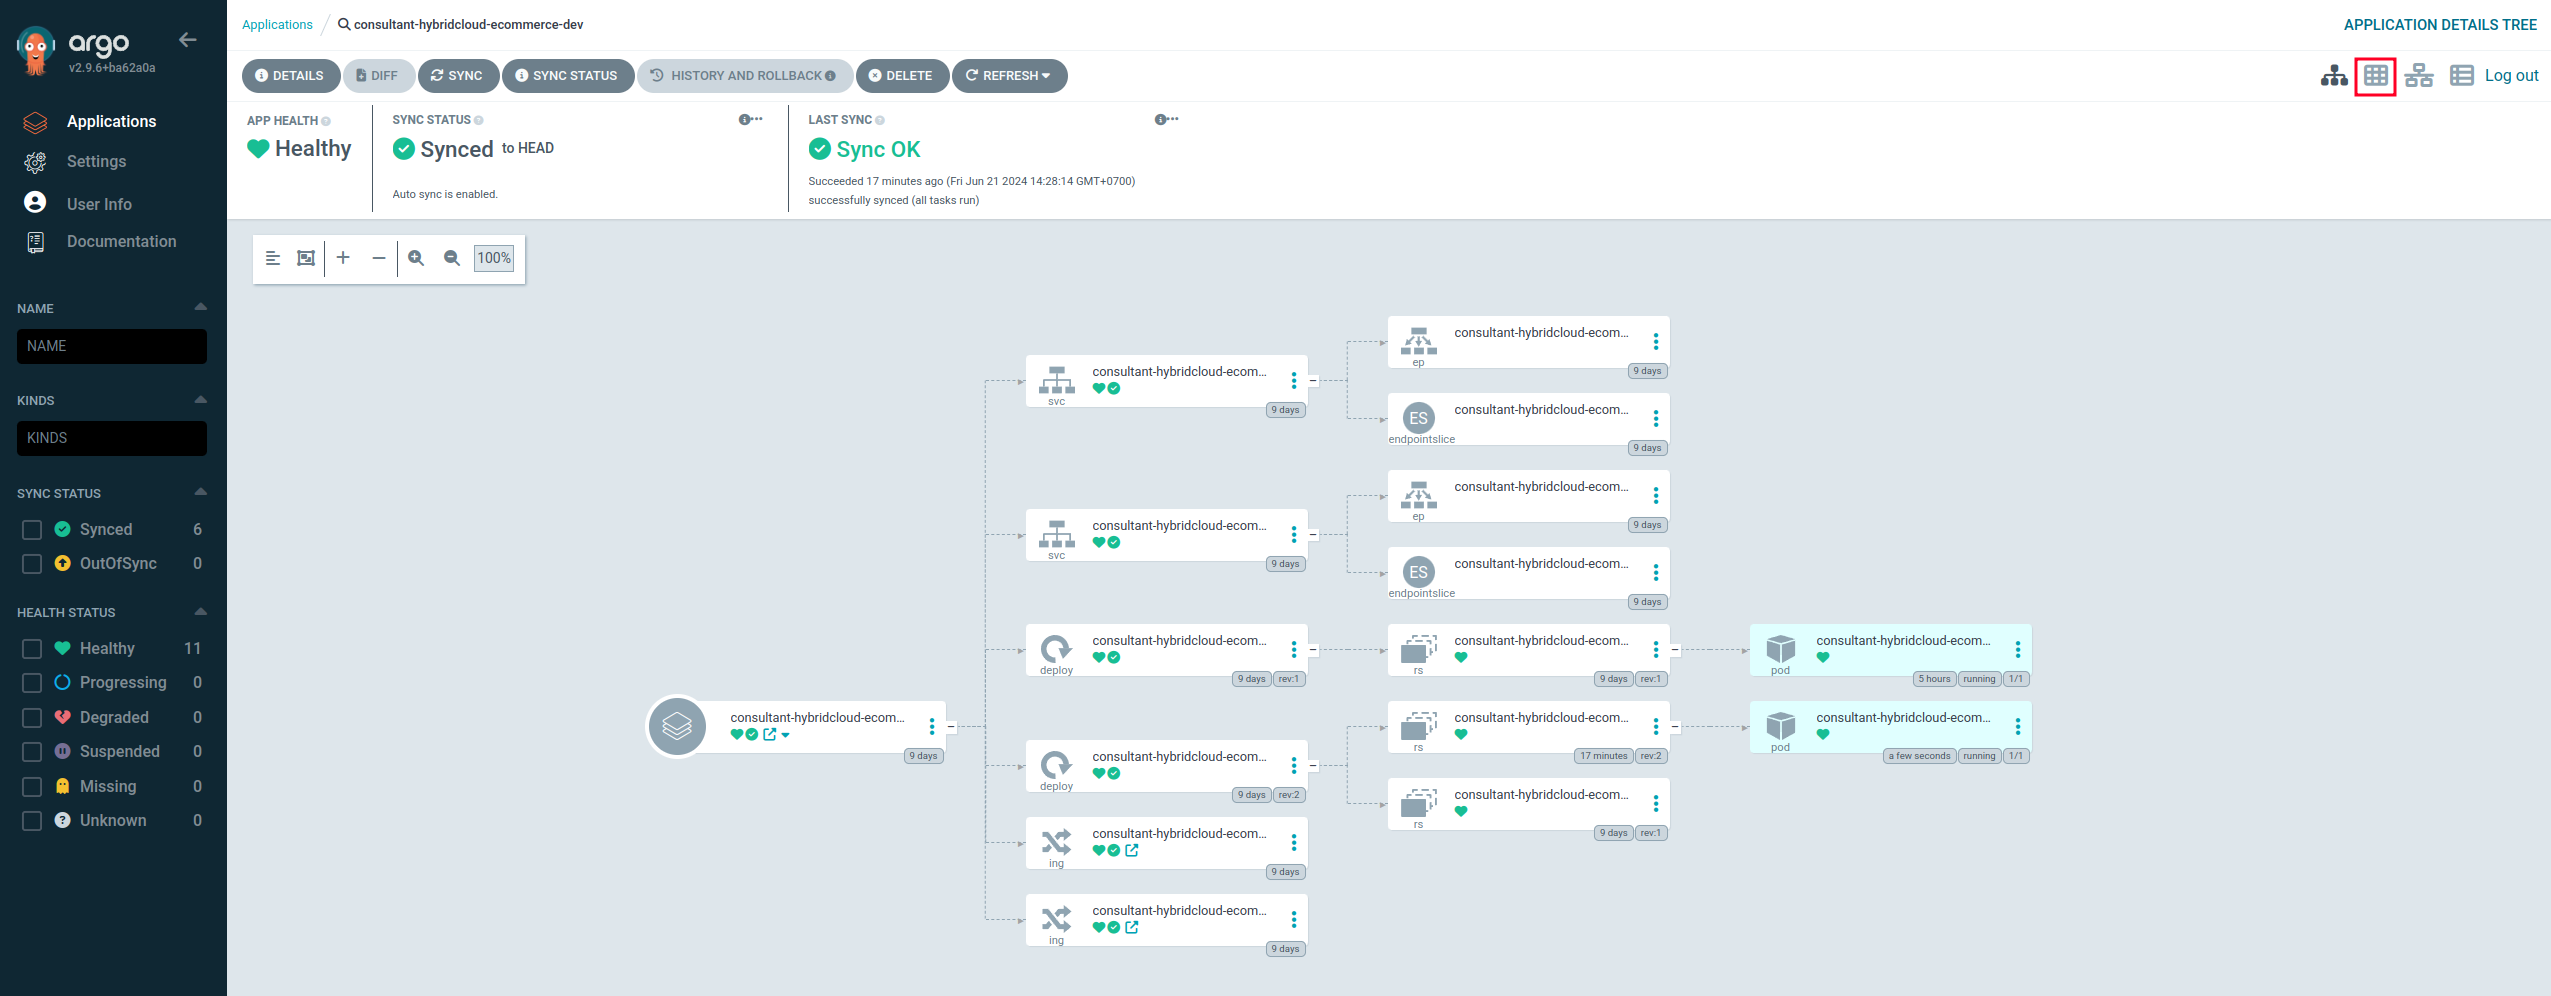 argo
v2.9.6+ba62a0a
Applications
Settings
User Info
Documentation
NAME
NAME
KINDS
KINDS
SYNC STATUS
Synced 6
OutOfSync 0
HEALTH STATUS
Healthy 11
Progressing 0
Degraded 0
Suspended 0
Missing 0
Unknown 0
Applications / consultant-hybridcloud-ecommerce-dev
APPLICATION DETAILS TREE
DETAILS DIFF SYNC SYNC STATUS HISTORY AND ROLLBACK DELETE REFRESH
Log out
APP HEALTH
Healthy
SYNC STATUS
Synced to HEAD
Auto sync is enabled.
LAST SYNC
Sync OK
Succeeded 17 minutes ago (Fri Jun 21 2024 14:28:14 GMT+0700)
successfully synced (all tasks run)
100%
consultant-hybridcloud-ecom...
9 days
consultant-hybridcloud-ecom...
svc
9 days
consultant-hybridcloud-ecom...
svc
9 days
consultant-hybridcloud-ecom...
deploy
9 days rev:1
consultant-hybridcloud-ecom...
deploy
9 days rev:2
consultant-hybridcloud-ecom...
ing
9 days
consultant-hybridcloud-ecom...
ing
9 days
consultant-hybridcloud-ecom...
ep
9 days
ES
consultant-hybridcloud-ecom...
endpointslice
9 days
consultant-hybridcloud-ecom...
ep
9 days
ES
consultant-hybridcloud-ecom...
endpointslice
9 days
consultant-hybridcloud-ecom...
rs
9 days rev:1
consultant-hybridcloud-ecom...
rs
17 minutes rev:2
consultant-hybridcloud-ecom...
rs
9 days rev:1
consultant-hybridcloud-ecom...
pod
5 hours running 1/1
consultant-hybridcloud-ecom...
pod
a few seconds running 1/1